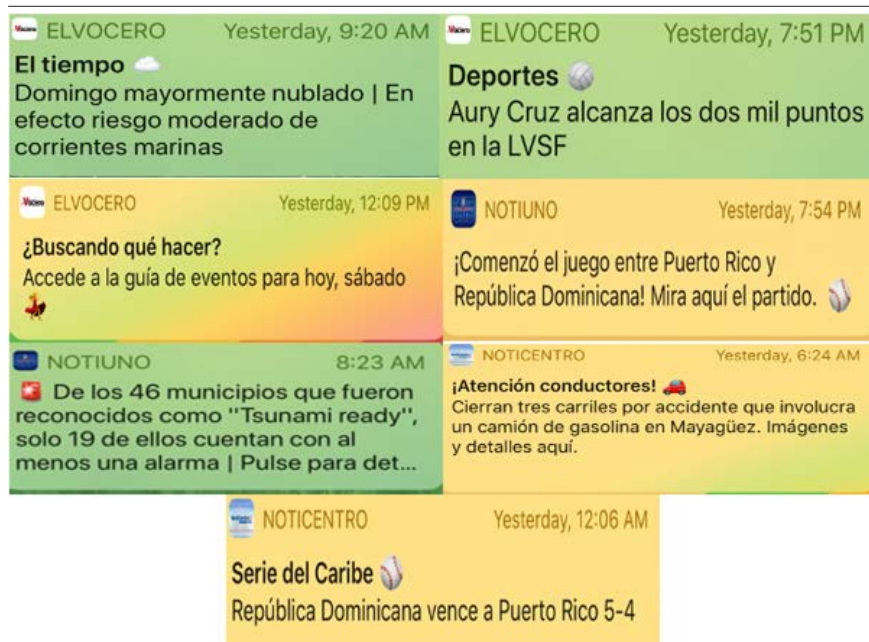 ELVOCERO Yesterday, 9:20 AM
El tiempo ☁️
Domingo mayormente nublado | En
efecto riesgo moderado de
corrientes marinas
ELVOCERO Yesterday, 7:51 PM
Deportes 🏐
Aury Cruz alcanza los dos mil puntos
en la LVSF
ELVOCERO Yesterday, 12:09 PM
¿Buscando qué hacer?
Accede a la guía de eventos para hoy, sábado
💃
NOTIUNO Yesterday, 7:54 PM
¡Comenzó el juego entre Puerto Rico y
República Dominicana! Mira aquí el partido. ⚾
NOTIUNO 8:23 AM
🚨 De los 46 municipios que fueron
reconocidos como "Tsunami ready",
solo 19 de ellos cuentan con al
menos una alarma | Pulse para det...
NOTICENTRO Yesterday, 6:24 AM
¡Atención conductores! 🚗
Cierran tres carriles por accidente que involucra
un camión de gasolina en Mayagüez. Imágenes
y detalles aquí.
NOTICENTRO Yesterday, 12:06 AM
Serie del Caribe ⚾
República Dominicana vence a Puerto Rico 5-4